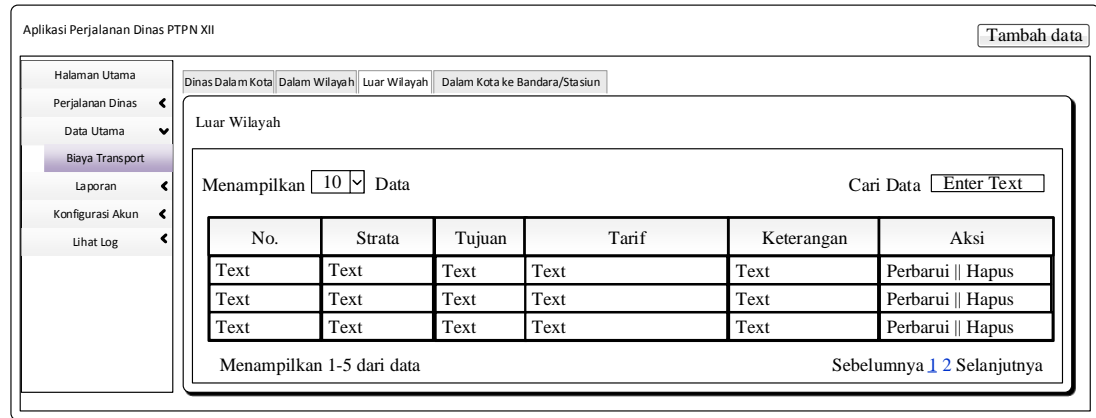 Aplikasi Perjalanan Dinas PTPN XII
Tambah data
Halaman Utama
Perjalanan Dinas
Data Utama
Biaya Transport
Laporan
Konfigurasi Akun
Lihat Log
Dinas Dalam Kota Dalam Wilayah Luar Wilayah Dalam Kota ke Bandara/Stasiun
Luar Wilayah
Menampilkan 10 Data Cari Data Enter Text
No. Strata Tujuan Tarif Keterangan Aksi
Text Text Text Text Text Perbarui || Hapus
Text Text Text Text Text Perbarui || Hapus
Text Text Text Text Text Perbarui || Hapus
Menampilkan 1-5 dari data Sebelumnya 1 2 Selanjutnya